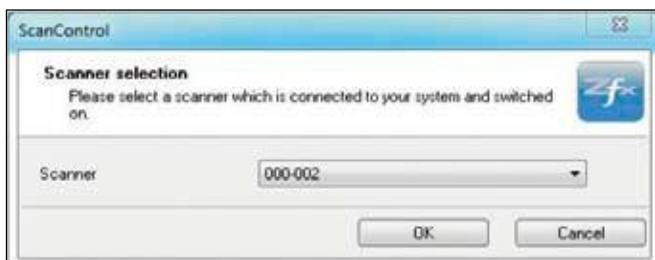 ScanControl
Scanner selection
Please select a scanner which is connected to your system and switched
on.
Zfx
Scanner
000-002
OK
Cancel